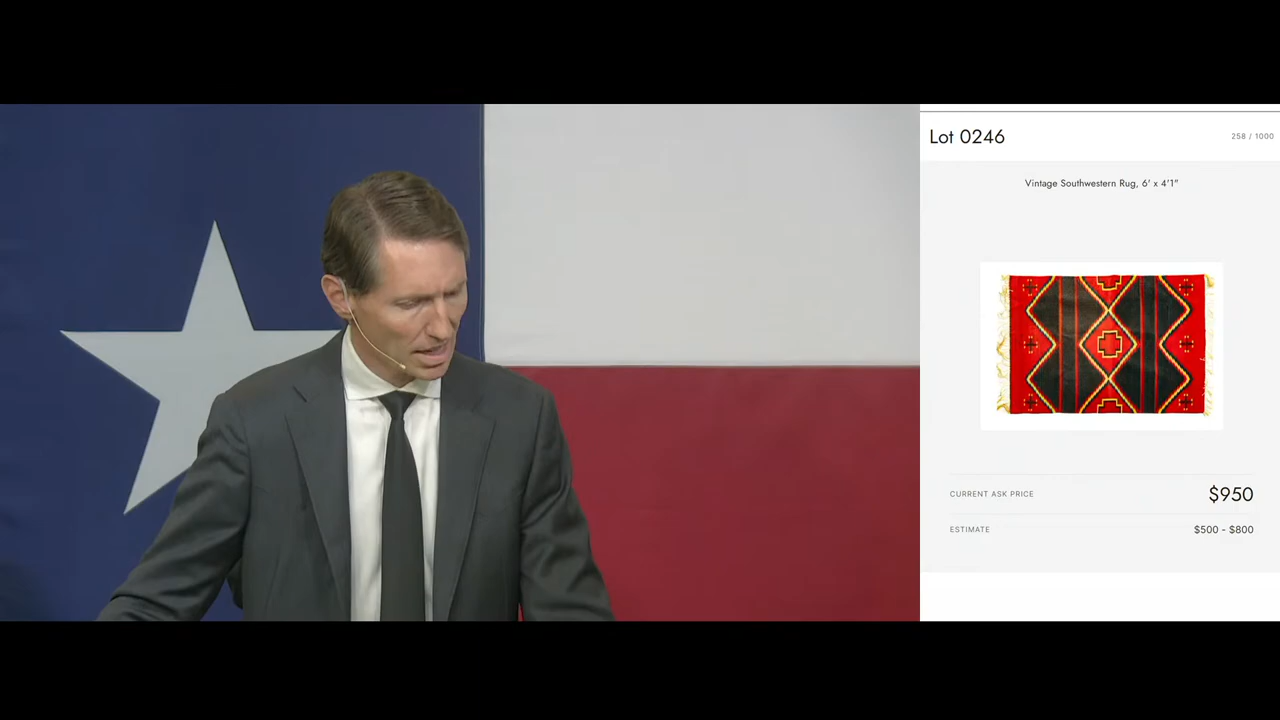 Lot 0246
258 / 1000
Vintage Southwestern Rug, 6' x 4'1"
CURRENT ASK PRICE
$950
ESTIMATE
$500 - $800